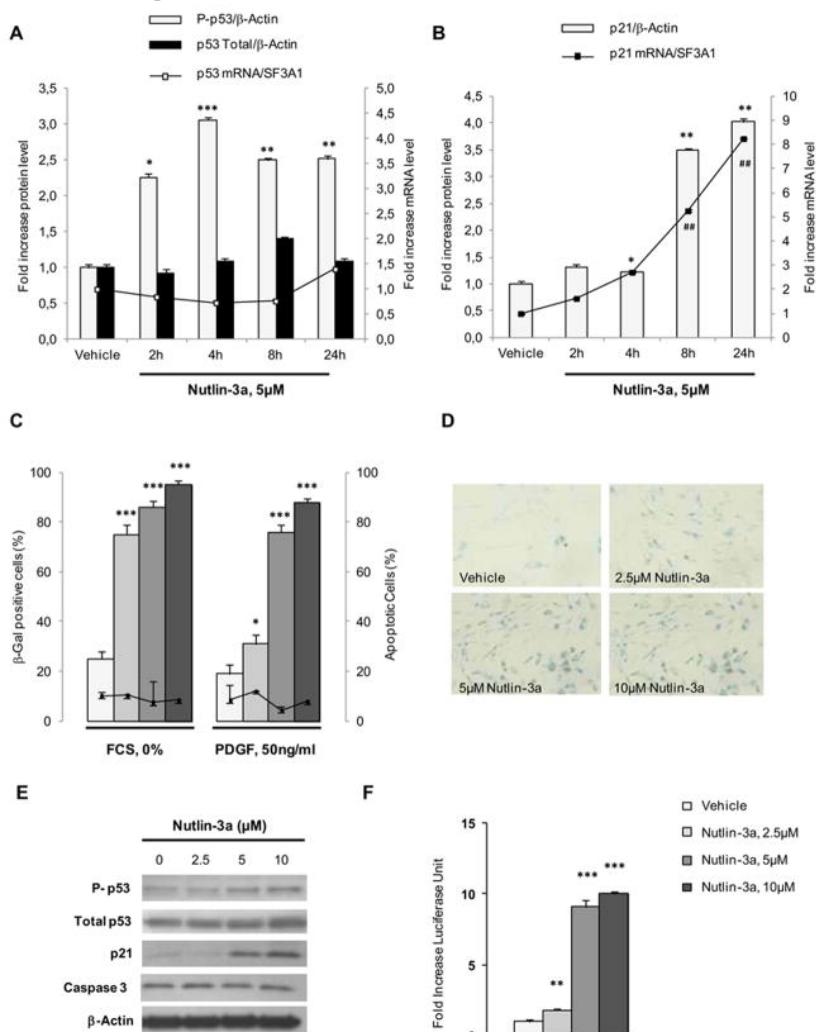 A
P-p53/β-Actin
p53 Total/β-Actin
p53 mRNA/SF3A1
Fold increase protein level
3,5
3,0
2,5
2,0
1,5
1,0
0,5
0,0
*
***
**
**
5,0
4,5
4,0
3,5
3,0
2,5
2,0
1,5
1,0
0,5
0,0
Fold increase mRNA level
Vehicle 2h 4h 8h 24h
Nutlin-3a, 5μM
B
p21/β-Actin
p21 mRNA/SF3A1
Fold increase protein level
4,5
4,0
3,5
3,0
2,5
2,0
1,5
1,0
0,5
0,0
*
**
##
**
##
10
9
8
7
6
5
4
3
2
1
0
Fold increase mRNA level
Vehicle 2h 4h 8h 24h
Nutlin-3a, 5μM
C
β-Gal positive cells (%)
100
80
60
40
20
0
***
***
***
*
***
***
100
80
60
40
20
0
Apoptotic Cells (%)
FCS, 0% PDGF, 50ng/ml
D
Vehicle
2.5μM Nutlin-3a
5μM Nutlin-3a
10μM Nutlin-3a
E
Nutlin-3a (μM)
0 2.5 5 10
P-p53
Total p53
p21
Caspase 3
β-Actin
F
Vehicle
Nutlin-3a, 2.5μM
Nutlin-3a, 5μM
Nutlin-3a, 10μM
Fold Increase Luciferase Unit
15
10
5
**
***
***